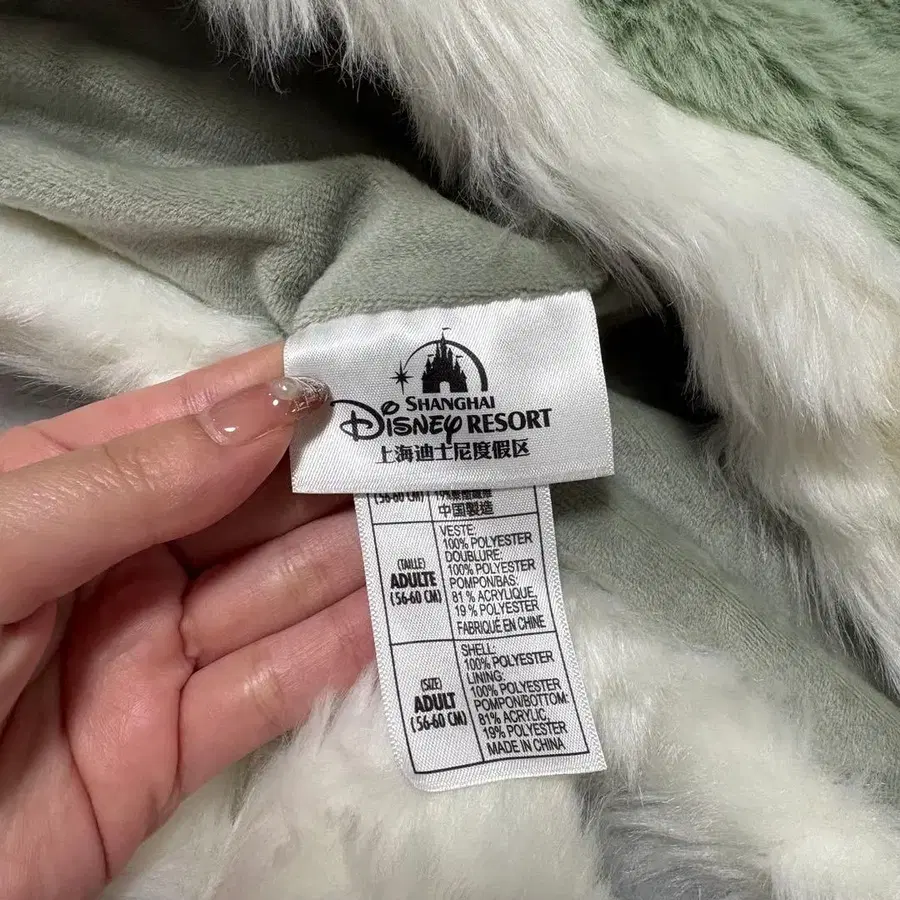 SHANGHAI
DISNEY RESORT
上海迪士尼度假区
(56-60 CM)
中国製造
(TAILLE)
ADULTE
(56-60 CM)
VESTE:
100% POLYESTER
DOUBLURE:
100% POLYESTER
POMPON/BAS:
81 % ACRYLIQUE
19 % POLYESTER
FABRIQUÉ EN CHINE
(SIZE)
ADULT
(56-60 CM)
SHELL:
100% POLYESTER
LINING:
100% POLYESTER
POMPON/BOTTOM:
81% ACRYLIC
19% POLYESTER
MADE IN CHINA